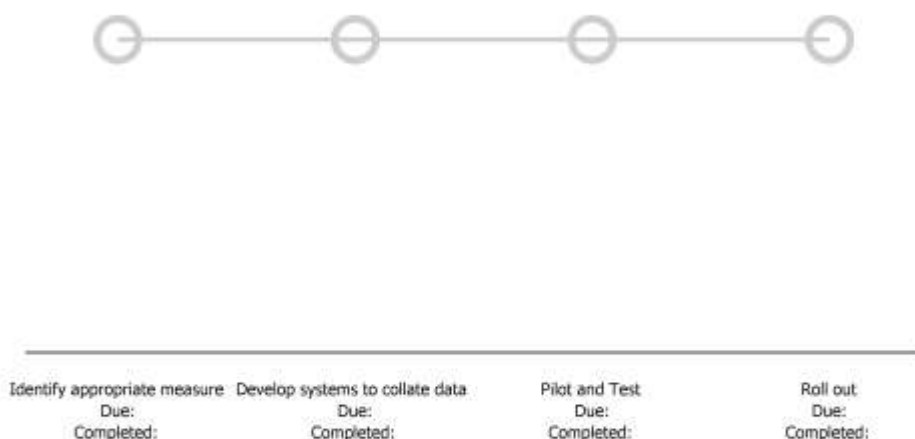 Identify appropriate measure
Due:
Completed:
Develop systems to collate data
Due:
Completed:
Pilot and Test
Due:
Completed:
Roll out
Due:
Completed: